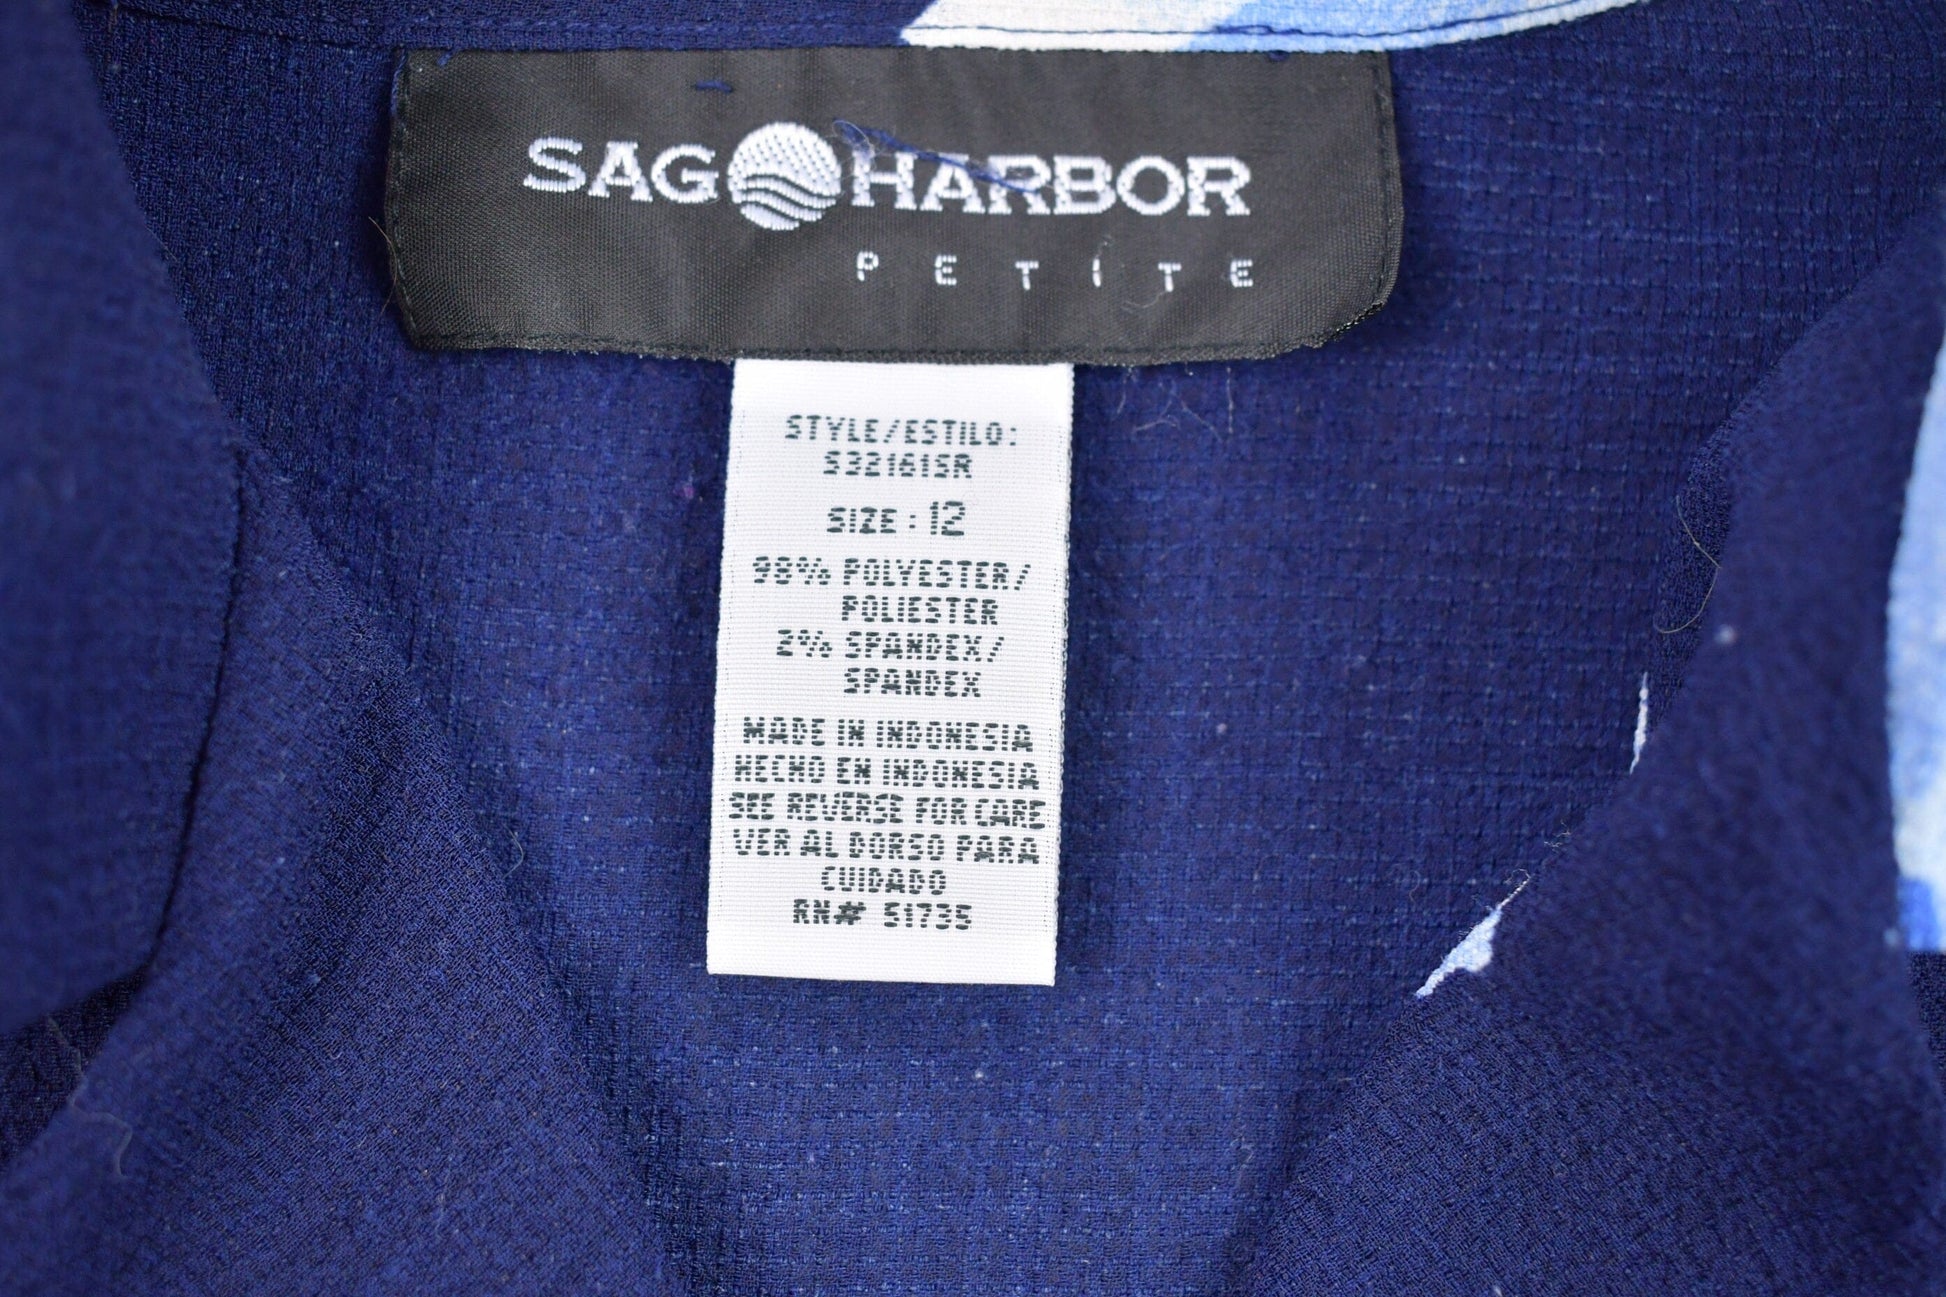 SAG HARBOR
PETITE
STYLE/ESTILO:
S321615R
SIZE: 12
98% POLYESTER/
POLIESTER
2% SPANDEX/
SPANDEX
MADE IN INDONESIA
HECHO EN INDONESIA
SEE REVERSE FOR CARE
VER AL DORSO PARA
CUIDADO
RN# 51735